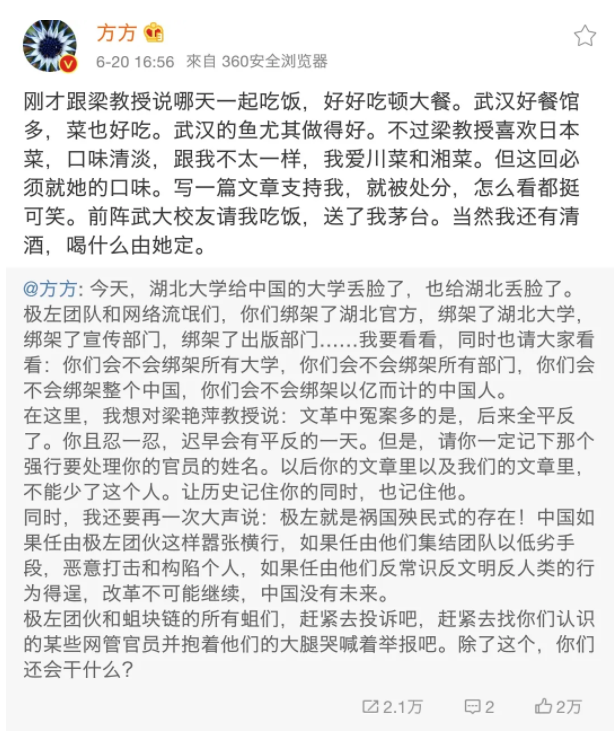 方方
6-20 16:56 來自 360安全浏览器
刚才跟梁教授说哪天一起吃饭，好好吃顿大餐。武汉好餐馆
多，菜也好吃。武汉的鱼尤其做得好。不过梁教授喜欢日本
菜，口味清淡，跟我不太一样，我爱川菜和湘菜。但这回必
须就她的口味。写一篇文章支持我，就被处分，怎么看都挺
可笑。前阵武大校友请我吃饭，送了我茅台。当然我还有清
酒，喝什么由她定。
@方方: 今天，湖北大学给中国的大学丢脸了，也给湖北丢脸了。
极左团队和网络流氓们，你们绑架了湖北官方，绑架了湖北大学，
绑架了宣传部门，绑架了出版部门……我要看看，同时也请大家看
看：你们会不会绑架所有大学，你们会不会绑架所有部门，你们会
不会绑架整个中国，你们会不会绑架以亿而计的中国人。
在这里，我想对梁艳萍教授说：文革中冤案多的是，后来全平反
了。你且忍一忍，迟早会有平反的一天。但是，请你一定记下那个
强行要处理你的官员的姓名。以后你的文章里以及我们的文章里，
不能少了这个人。让历史记住你的同时，也记住他。
同时，我还要再一次大声说：极左就是祸国殃民式的存在！中国如
果任由极左团伙这样嚣张横行，如果任由他们集结团队以低劣手
段，恶意打击和构陷个人，如果任由他们反常识反文明反人类的行
为得逞，改革不可能继续，中国没有未来。
极左团伙和蛆块链的所有蛆们，赶紧去投诉吧，赶紧去找你们认识
的某些网管官员并抱着他们的大腿哭喊着举报吧。除了这个，你们
还会干什么？
2.1万 2 2万